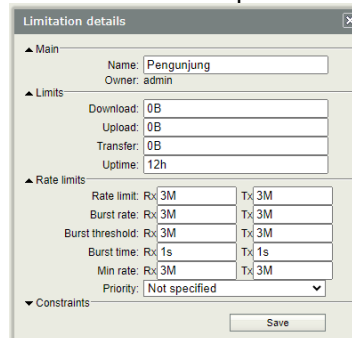 Limitation details
Main
Name: Pengunjung
Owner: admin
Limits
Download: 0B
Upload: 0B
Transfer: 0B
Uptime: 12h
Rate limits
Rate limit: Rx 3M Tx 3M
Burst rate: Rx 3M Tx 3M
Burst threshold: Rx 3M Tx 3M
Burst time: Rx 1s Tx 1s
Min rate: Rx 3M Tx 3M
Priority: Not specified
Constraints
Save